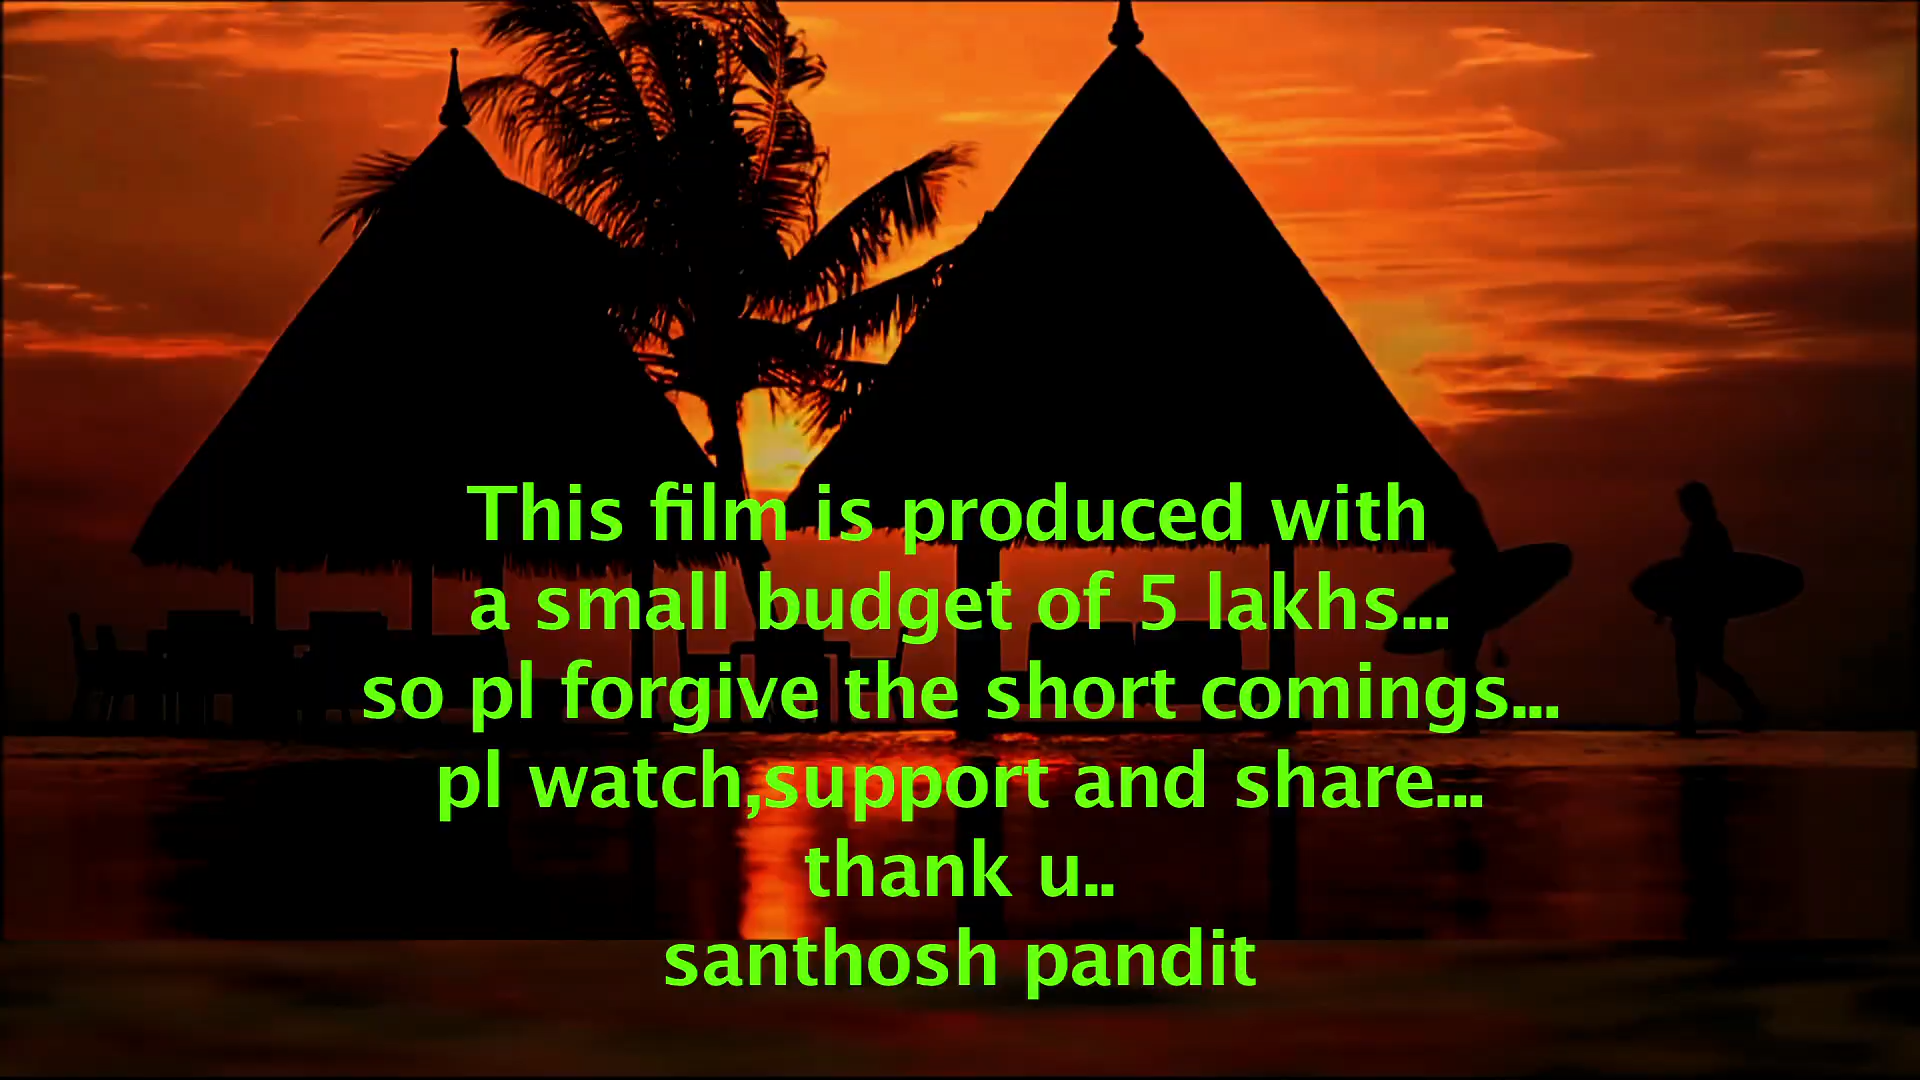 This film is produced with
a small budget of 5 lakhs...
so pl forgive the short comings...
pl watch,support and share...
thank u..
santhosh pandit